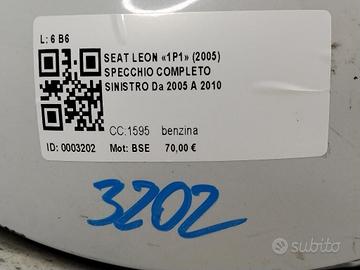 L: 6 B6
SEAT LEON «1P1» (2005)
SPECCHIO COMPLETO
SINISTRO Da 2005 A 2010
CC:1595 benzina
ID: 0003202 Mot: BSE 70,00 €
3202
subito